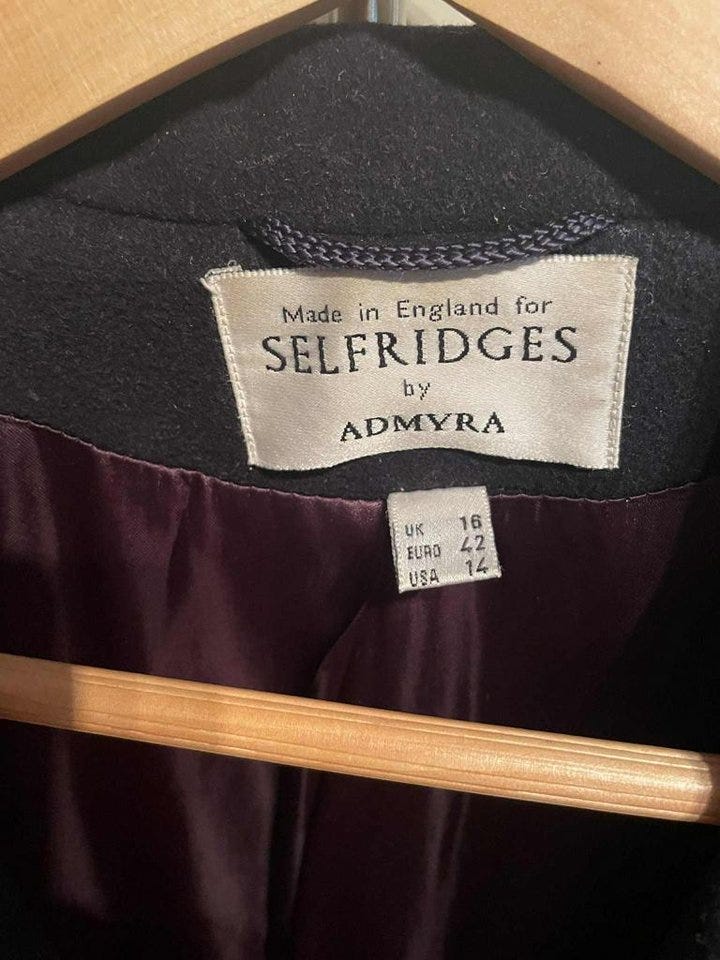 Made in England for
SELFRIDGES
by
ADMYRA
UK 16
EURO 42
USA 14